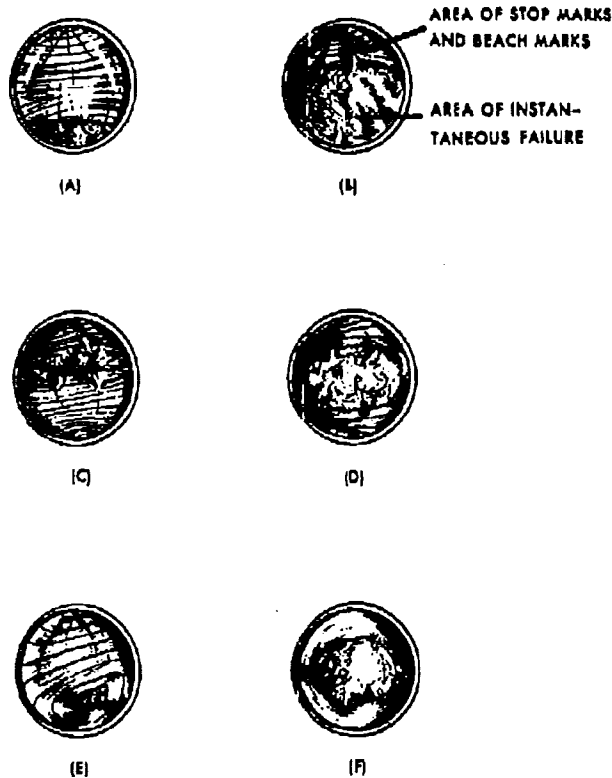 AREA OF STOP MARKS
AND BEACH MARKS
AREA OF INSTAN-
TANEOUS FAILURE
(A)
(B)
(C)
(D)
(E)
(F)